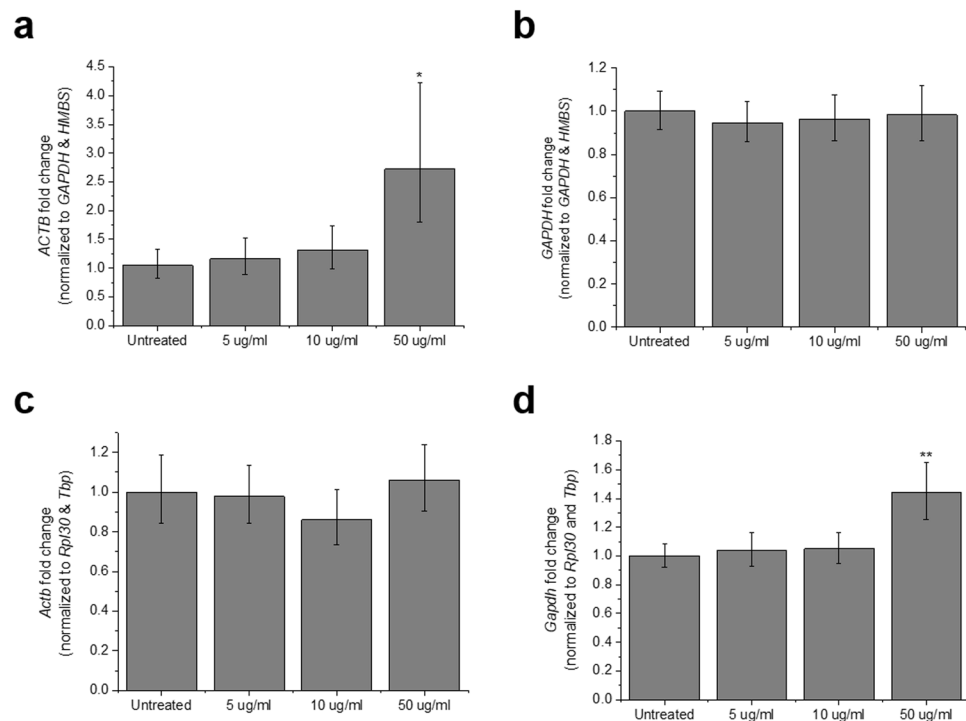 a
ACTB fold change
(normalized to GAPDH & HMBS)
4.5
4.0
3.5
3.0
2.5
2.0
1.5
1.0
0.5
0.0
*
Untreated 5 ug/ml 10 ug/ml 50 ug/ml
b
GAPDH fold change
(normalized to GAPDH & HMBS)
1.2
1.0
0.8
0.6
0.4
0.2
0.0
Untreated 5 ug/ml 10 ug/ml 50 ug/ml
c
Actb fold change
(normalized to Rpl30 & Tbp)
1.2
1.0
0.8
0.6
0.4
0.2
0.0
Untreated 5 ug/ml 10 ug/ml 50 ug/ml
d
Gapdh fold change
(normalized to Rpl30 and Tbp)
1.8
1.6
1.4
1.2
1.0
0.8
0.6
0.4
0.2
0.0
**
Untreated 5 ug/ml 10 ug/ml 50 ug/ml